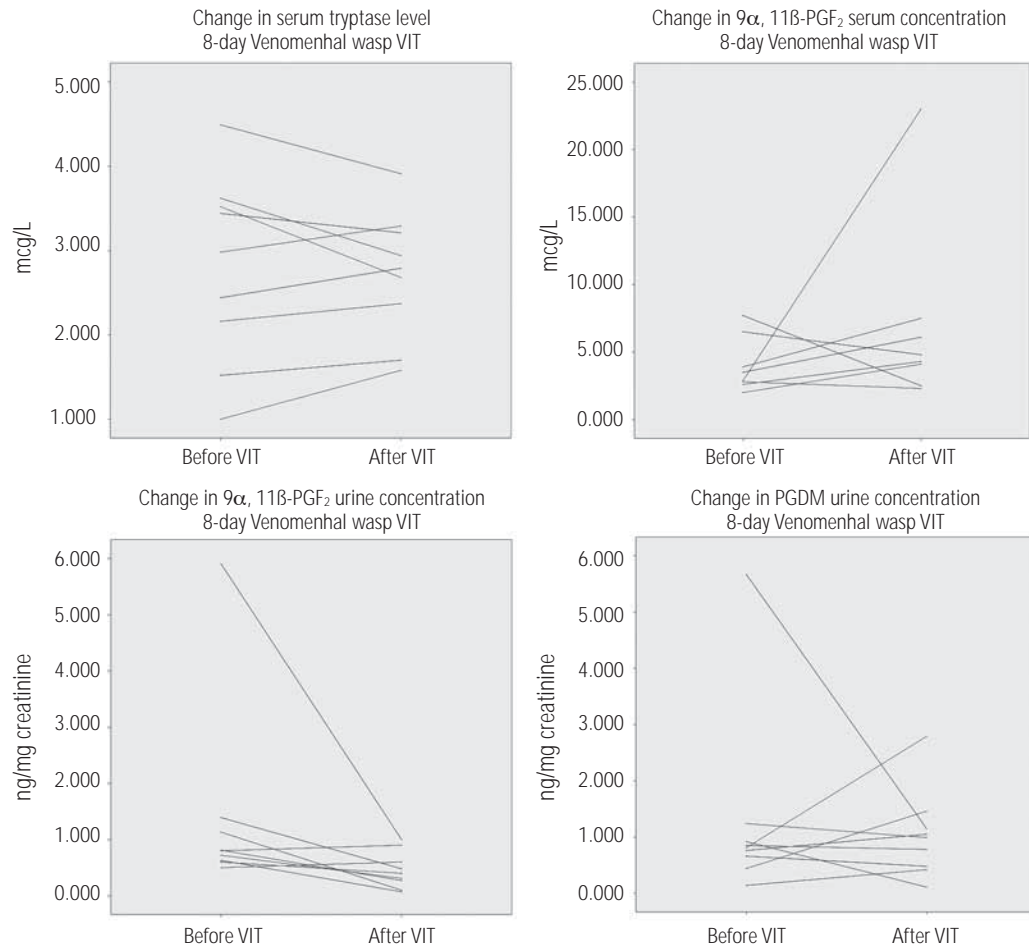 Change in serum tryptase level
8-day Venomenhal wasp VIT
5.000
4.000
3.000
2.000
1.000
mcg/L
Before VIT
After VIT
Change in 9α, 11ß-PGF₂ serum concentration
8-day Venomenhal wasp VIT
25.000
20.000
15.000
10.000
5.000
0.000
mcg/L
Before VIT
After VIT
Change in 9α, 11ß-PGF₂ urine concentration
8-day Venomenhal wasp VIT
6.000
5.000
4.000
3.000
2.000
1.000
0.000
ng/mg creatinine
Before VIT
After VIT
Change in PGDM urine concentration
8-day Venomenhal wasp VIT
6.000
5.000
4.000
3.000
2.000
1.000
0.000
ng/mg creatinine
Before VIT
After VIT